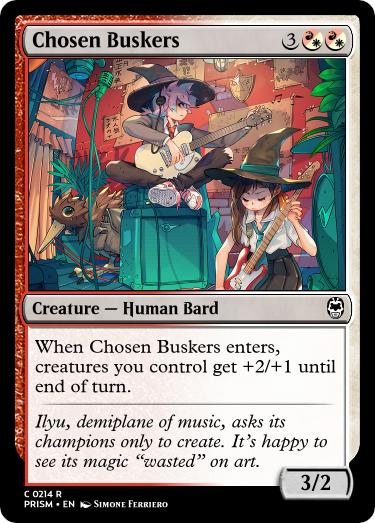 Chosen Buskers 3
Creature — Human Bard
When Chosen Buskers enters,
creatures you control get +2/+1 until
end of turn.
Ilyu, demiplane of music, asks its
champions only to create. It's happy to
see its magic “wasted” on art.
3/2
C 0214 R
PRISM • EN Simone Ferriero